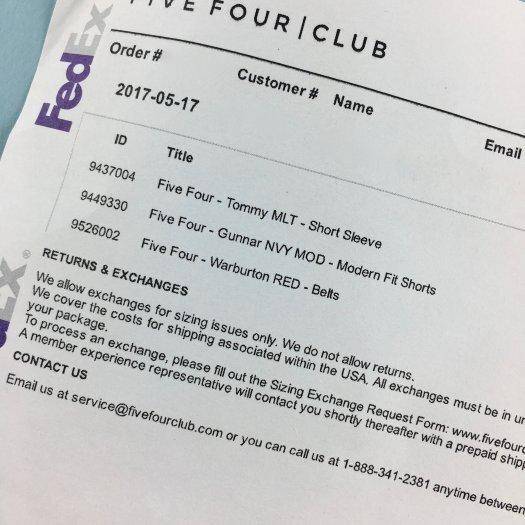 FIVE FOUR | CLUB
FedEx
Order #
Customer #
Name
Email
2017-05-17
ID
Title
9437004
Five Four - Tommy MLT - Short Sleeve
9449330
Five Four - Gunnar NVY MOD - Modern Fit Shorts
9526002
Five Four - Warburton RED - Belts
RETURNS & EXCHANGES
We allow exchanges for sizing issues only. We do not allow returns.
We cover the costs for shipping associated within the USA. All exchanges must be in
your package.
To process an exchange, please fill out the Sizing Exchange Request Form:
A member experience representative will contact you shortly thereafter with a prepaid
CONTACT US
Email us at service@fivefourclub.com or you can call us at 1-888-341-2381 anytime between